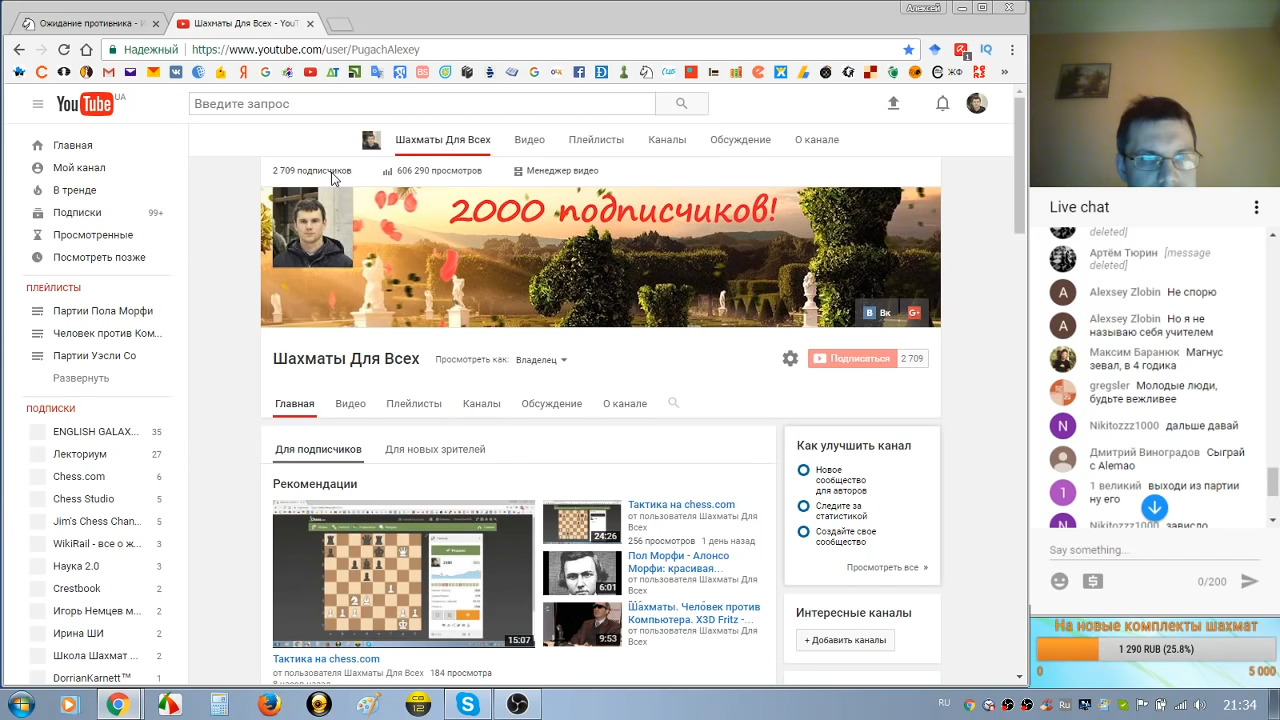 Ожидание противника - И
Шахматы Для Всех - YouT
Алексей
Надежный
https://www.youtube.com/user/PugachAlexey
YouTube UA
Введите запрос
Главная
Мой канал
В тренде
Подписки 99+
Просмотренные
Посмотреть позже
ПЛЕЙЛИСТЫ
Партии Пола Морфи
Человек против Ком...
Партии Уэсли Со
Развернуть
ПОДПИСКИ
ENGLISH GALAX... 35
Лекториум 27
Chess.com 6
Chess Studio 5
Jim's Chess Chan... 5
WikiRail - все о ж... 3
Наука 2.0 3
Crestbook 2
Игорь Немцев м... 2
Ирина ШИ 2
Школа Шахмат ... 2
DorrianKarnett™ 1
Шахматы Для Всех Видео Плейлисты Каналы Обсуждение О канале
2 709 подписчиков 606 290 просмотров Менеджер видео
2000 подписчиков!
Вк
Шахматы Для Всех Просмотреть как: Владелец
Подписаться 2 709
Главная Видео Плейлисты Каналы Обсуждение О канале
Для подписчиков Для новых зрителей
Рекомендации
15:07
Тактика на chess.com
от пользователя Шахматы Для Всех 184 просмотра
24:26
Тактика на chess.com
от пользователя Шахматы Для
Всех
256 просмотров 1 день назад
6:01
Пол Морфи - Алонсо
Морфи: красивая...
от пользователя Шахматы Для
Всех
9:53
Шахматы. Человек против
Компьютера. X3D Fritz -...
от пользователя Шахматы Для
Всех
Как улучшить канал
Новое
сообщество
для авторов
Следите за
статистикой
Создайте свое
сообщество
Просмотреть все »
Интересные каналы
+ Добавить каналы
Live chat
deleted]
Артём Тюрин [message
deleted]
Alexsey Zlobin Не спорю
Alexsey Zlobin Но я не
называю себя учителем
Максим Баранюк Магнус
зевал, в 4 годика
gregsler Молодые люди,
будьте вежливее
Nikitozzz1000 дальше давай
Дмитрий Виноградов Сыграй
с Alemao
1 великий выходи из партии
ну его
Nikitozzz1000 зависло
Say something...
0/200
На новые комплекты шахмат
1 290 RUB (25.8%)
0 5 000
RU 21:34